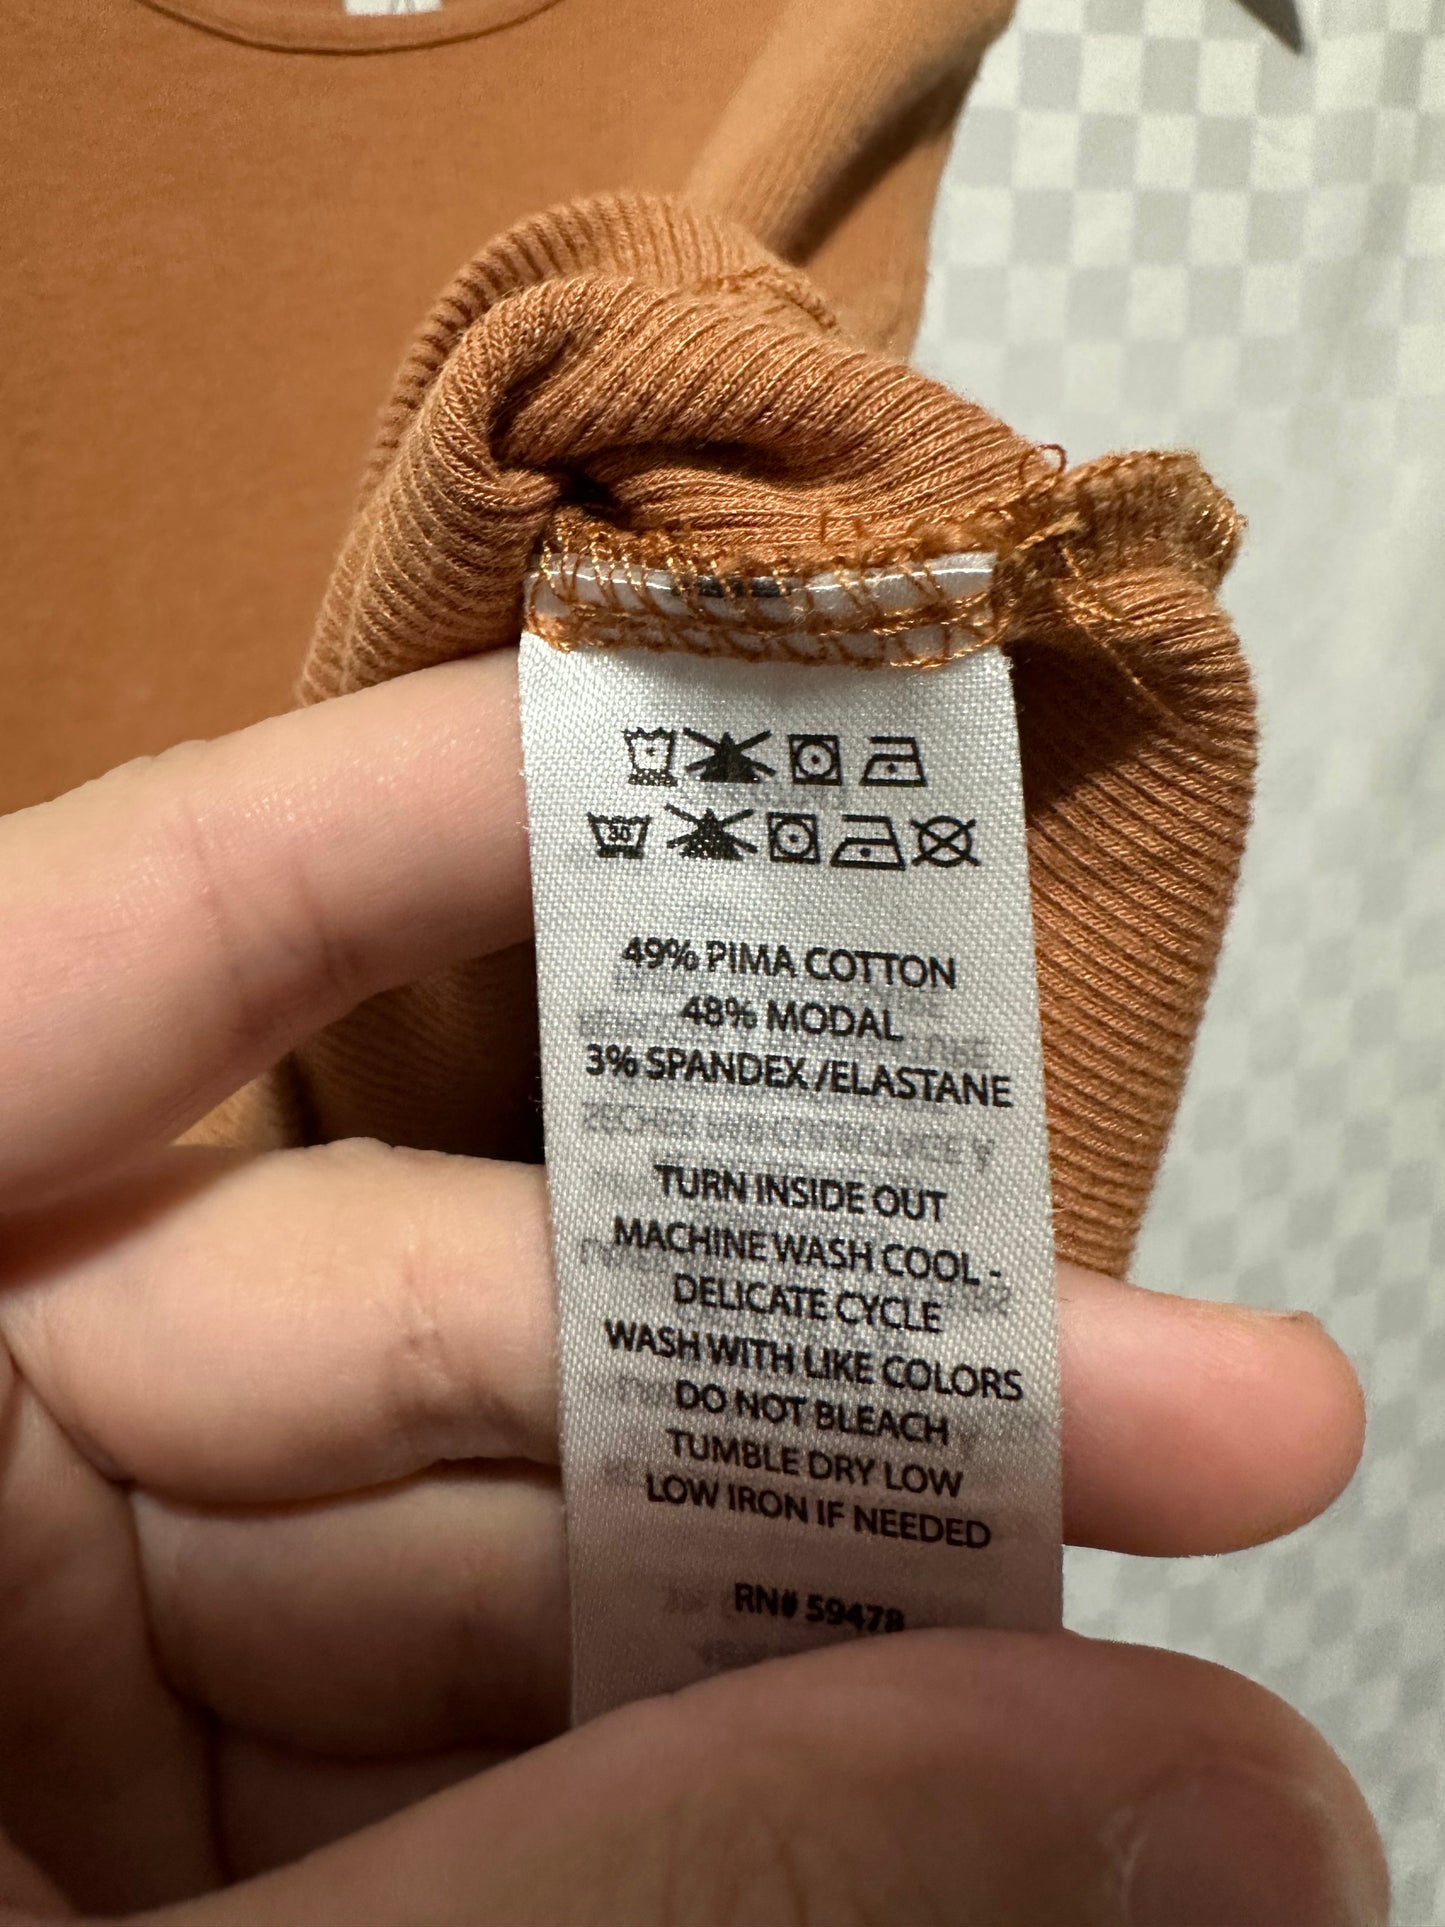 30
49% PIMA COTTON
48% MODAL
3% SPANDEX /ELASTANE
TURN INSIDE OUT
MACHINE WASH COOL -
DELICATE CYCLE
WASH WITH LIKE COLORS
DO NOT BLEACH
TUMBLE DRY LOW
LOW IRON IF NEEDED
RN# 59478